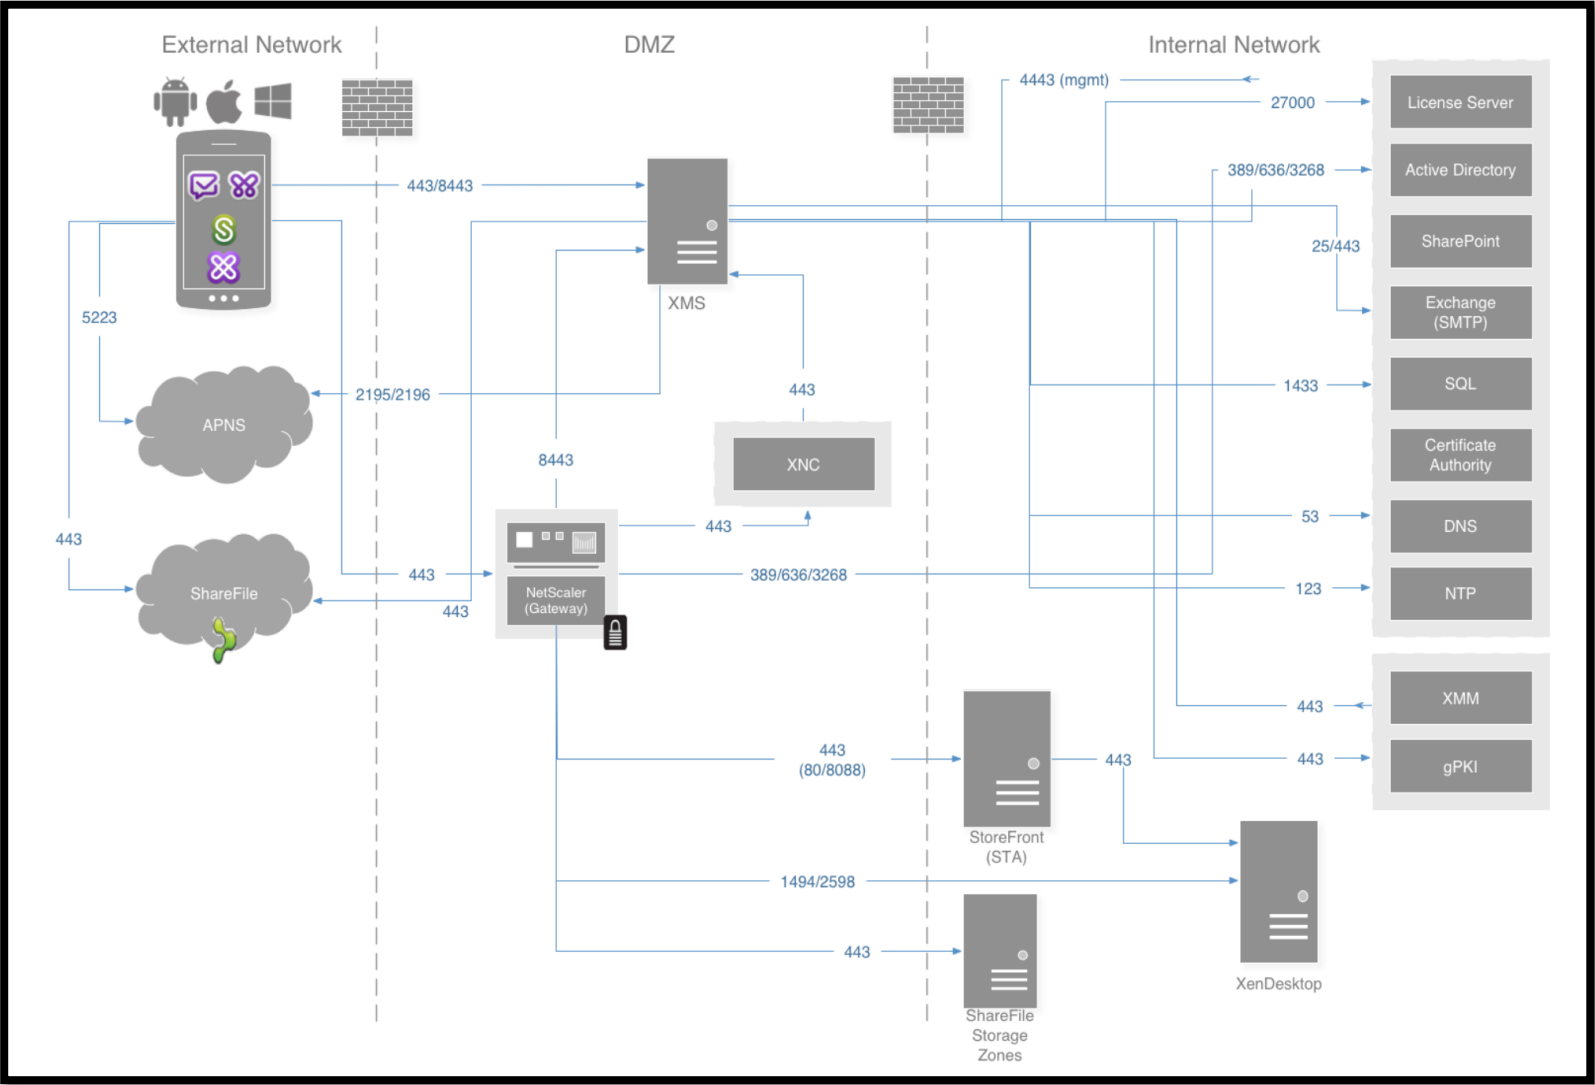 External Network
DMZ
Internal Network
4443 (mgmt)
27000
License Server
389/636/3268
Active Directory
443/8443
SharePoint
25/443
XMS
Exchange
(SMTP)
5223
2195/2196
443
1433
SQL
APNS
8443
XNC
Certificate
Authority
443
53
DNS
443
443
389/636/3268
123
NTP
ShareFile
443
NetScaler
(Gateway)
443
XMM
443
(80/8088)
443
443
gPKI
StoreFront
(STA)
1494/2598
443
XenDesktop
ShareFile
Storage
Zones